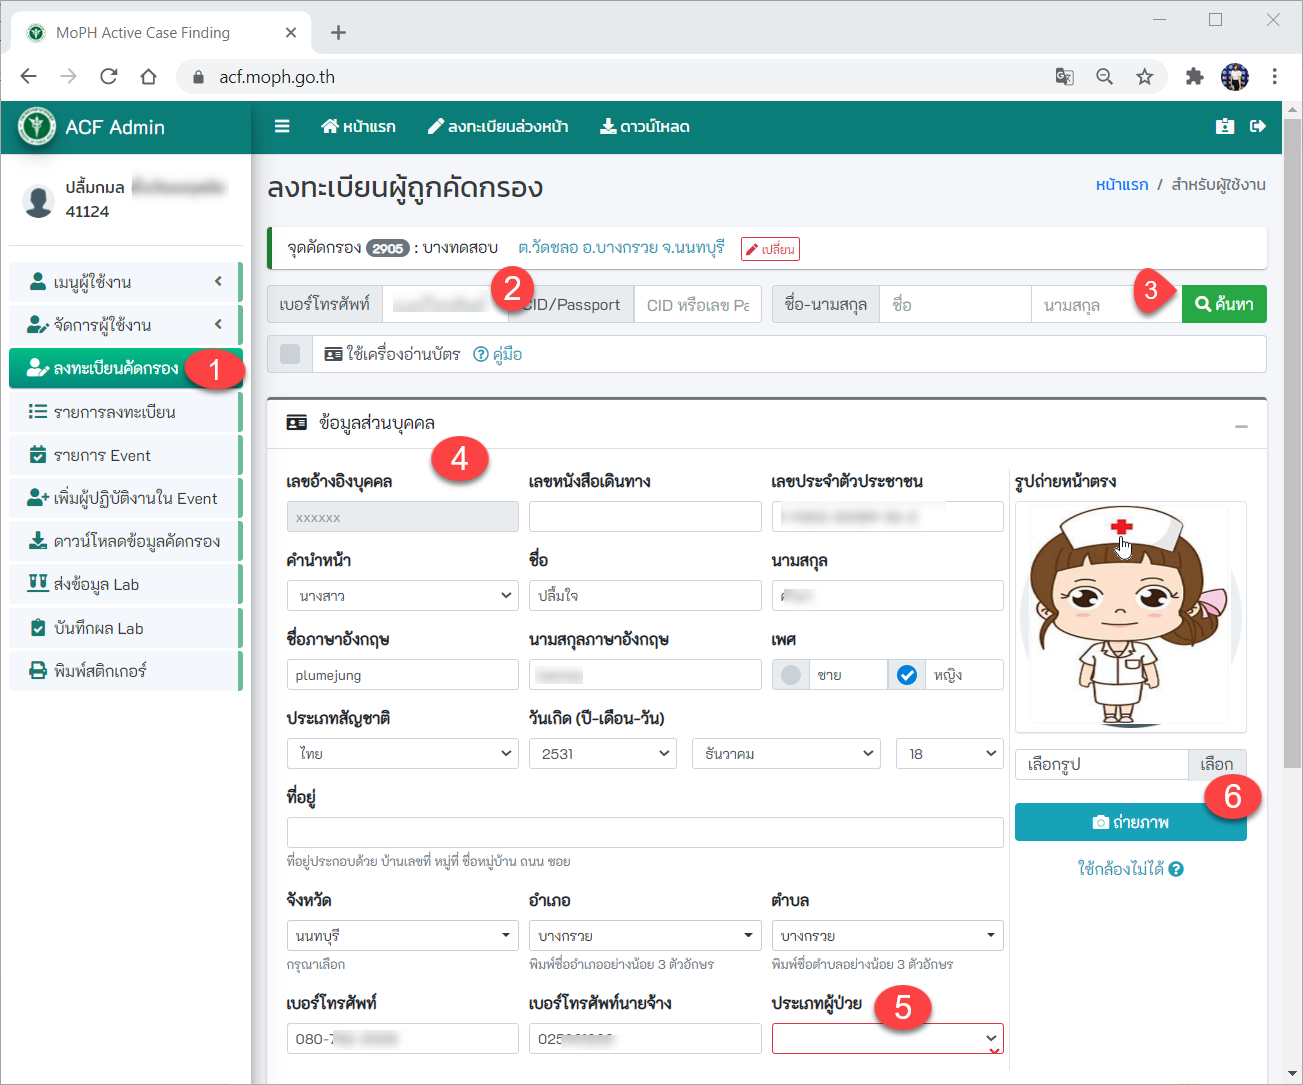 MoPH Active Case Finding
acf.moph.go.th
ACF Admin
หน้าแรก ลงทะเบียนล่วงหน้า ดาวน์โหลด
ปลื้มกมล
41124
ลงทะเบียนผู้ถูกคัดกรอง
หน้าแรก / สำหรับผู้ใช้งาน
จุดคัดกรอง 2905 : บางทดสอบ ต.วัดชลอ อ.บางกรวย จ.นนทบุรี เปลี่ยน
เมนูผู้ใช้งาน
จัดการผู้ใช้งาน
ลงทะเบียนคัดกรอง 1
รายการลงทะเบียน
รายการ Event
เพิ่มผู้ปฏิบัติงานใน Event
ดาวน์โหลดข้อมูลคัดกรอง
ส่งข้อมูล Lab
บันทึกผล Lab
พิมพ์สติกเกอร์
เบอร์โทรศัพท์ 2 CID/Passport CID หรือเลข Pa ชื่อ-นามสกุล ชื่อ นามสกุล 3 ค้นหา
ใช้เครื่องอ่านบัตร คู่มือ
ข้อมูลส่วนบุคคล
4
เลขอ้างอิงบุคคล เลขหนังสือเดินทาง เลขประจำตัวประชาชน รูปถ่ายหน้าตรง
xxxxxx
คำนำหน้า ชื่อ นามสกุล
นางสาว ปลื้มใจ
ชื่อภาษาอังกฤษ นามสกุลภาษาอังกฤษ เพศ
plumejung ชาย หญิง
ประเภทสัญชาติ วันเกิด (ปี-เดือน-วัน)
ไทย 2531 ธันวาคม 18
เลือกรูป เลือก
6
ถ่ายภาพ
ใช้กล้องไม่ได้
ที่อยู่
ที่อยู่ประกอบด้วย บ้านเลขที่ หมู่ที่ ชื่อหมู่บ้าน ถนน ซอย
จังหวัด อำเภอ ตำบล
นนทบุรี บางกรวย บางกรวย
กรุณาเลือก พิมพ์ชื่ออำเภออย่างน้อย 3 ตัวอักษร พิมพ์ชื่อตำบลอย่างน้อย 3 ตัวอักษร
เบอร์โทรศัพท์ เบอร์โทรศัพท์นายจ้าง ประเภทผู้ป่วย 5
080- 025